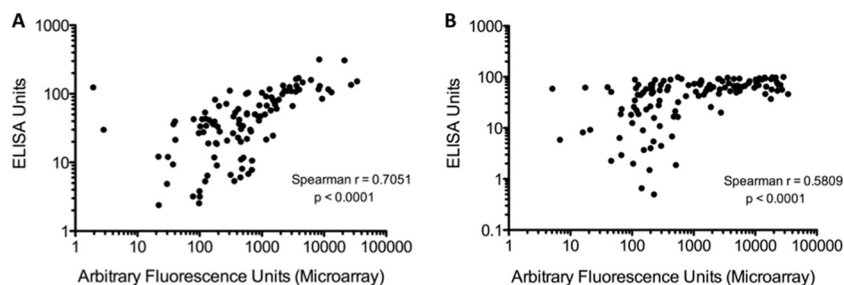 A
1000
100
10
1
ELISA Units
Spearman r = 0.7051
p < 0.0001
1 10 100 1000 10000 100000
Arbitrary Fluorescence Units (Microarray)
B
1000
100
10
1
0.1
ELISA Units
Spearman r = 0.5809
p < 0.0001
1 10 100 1000 10000 100000
Arbitrary Fluorescence Units (Microarray)